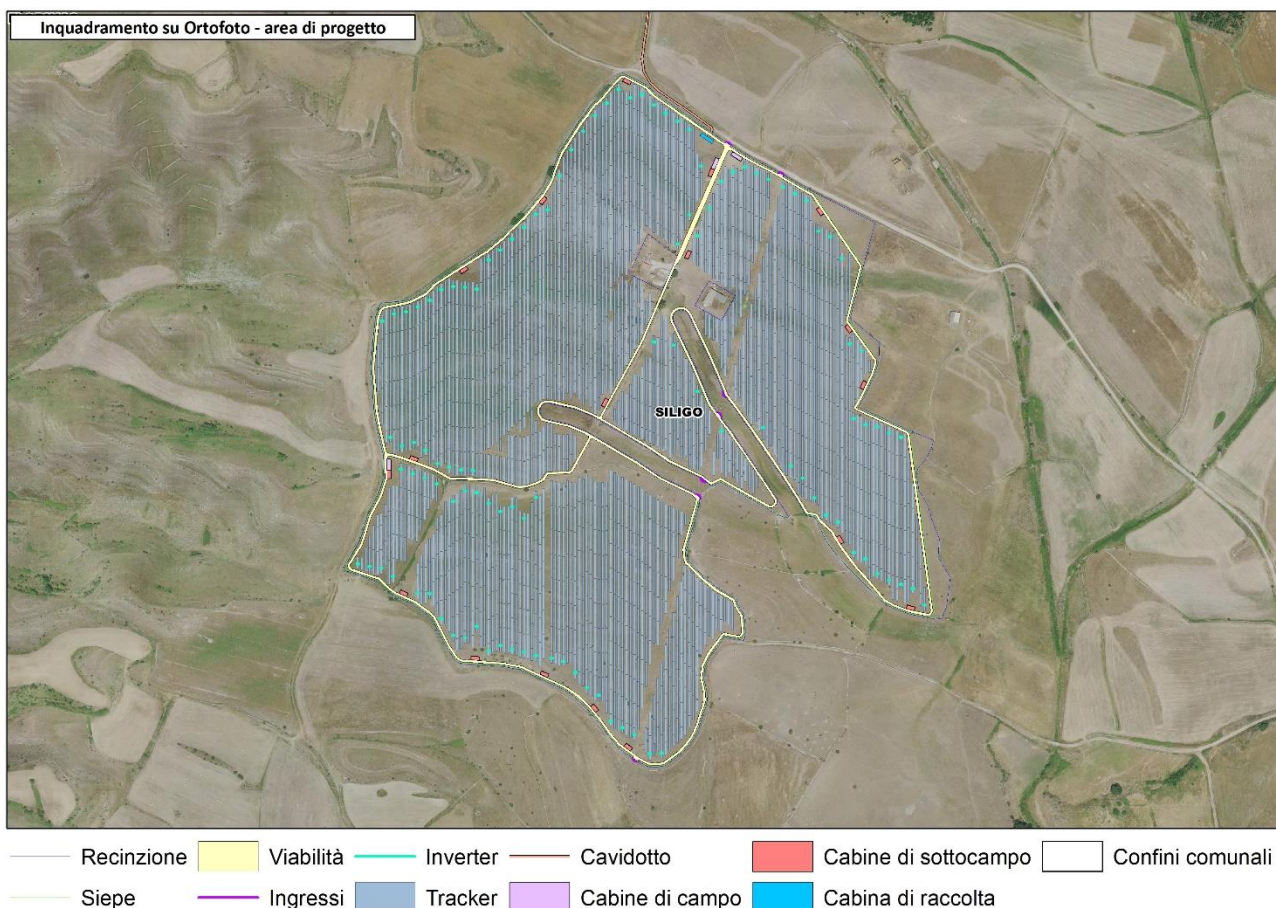 Inquadramento su Ortofoto - area di progetto
SILIGO
Recinzione Viabilità Inverter Cavidotto Cabine di sottocampo Confini comunali
Siepe Ingressi Tracker Cabine di campo Cabina di raccolta